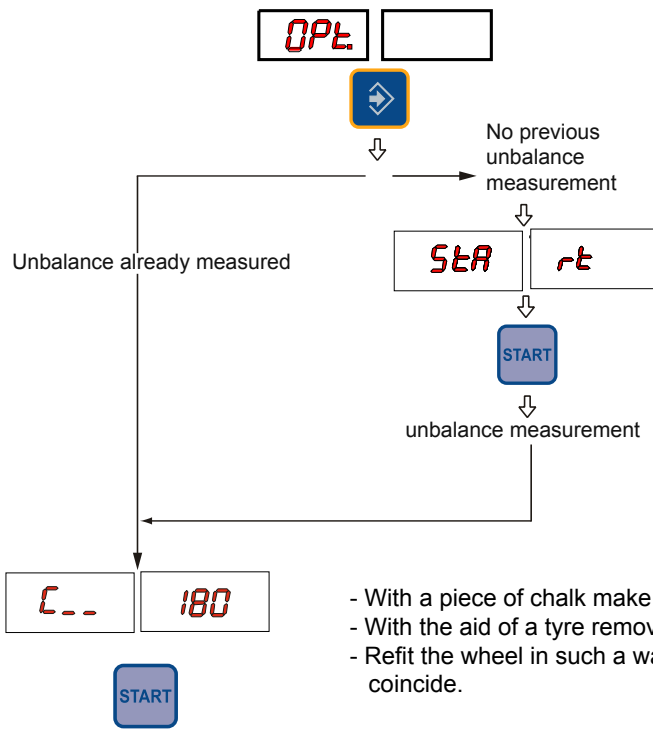 OPt.
No previous
unbalance
measurement
Unbalance already measured
StA rt
START
unbalance measurement
C_ _ 180
- With a piece of chalk make
- With the aid of a tyre remov
- Refit the wheel in such a wa
coincide.
START